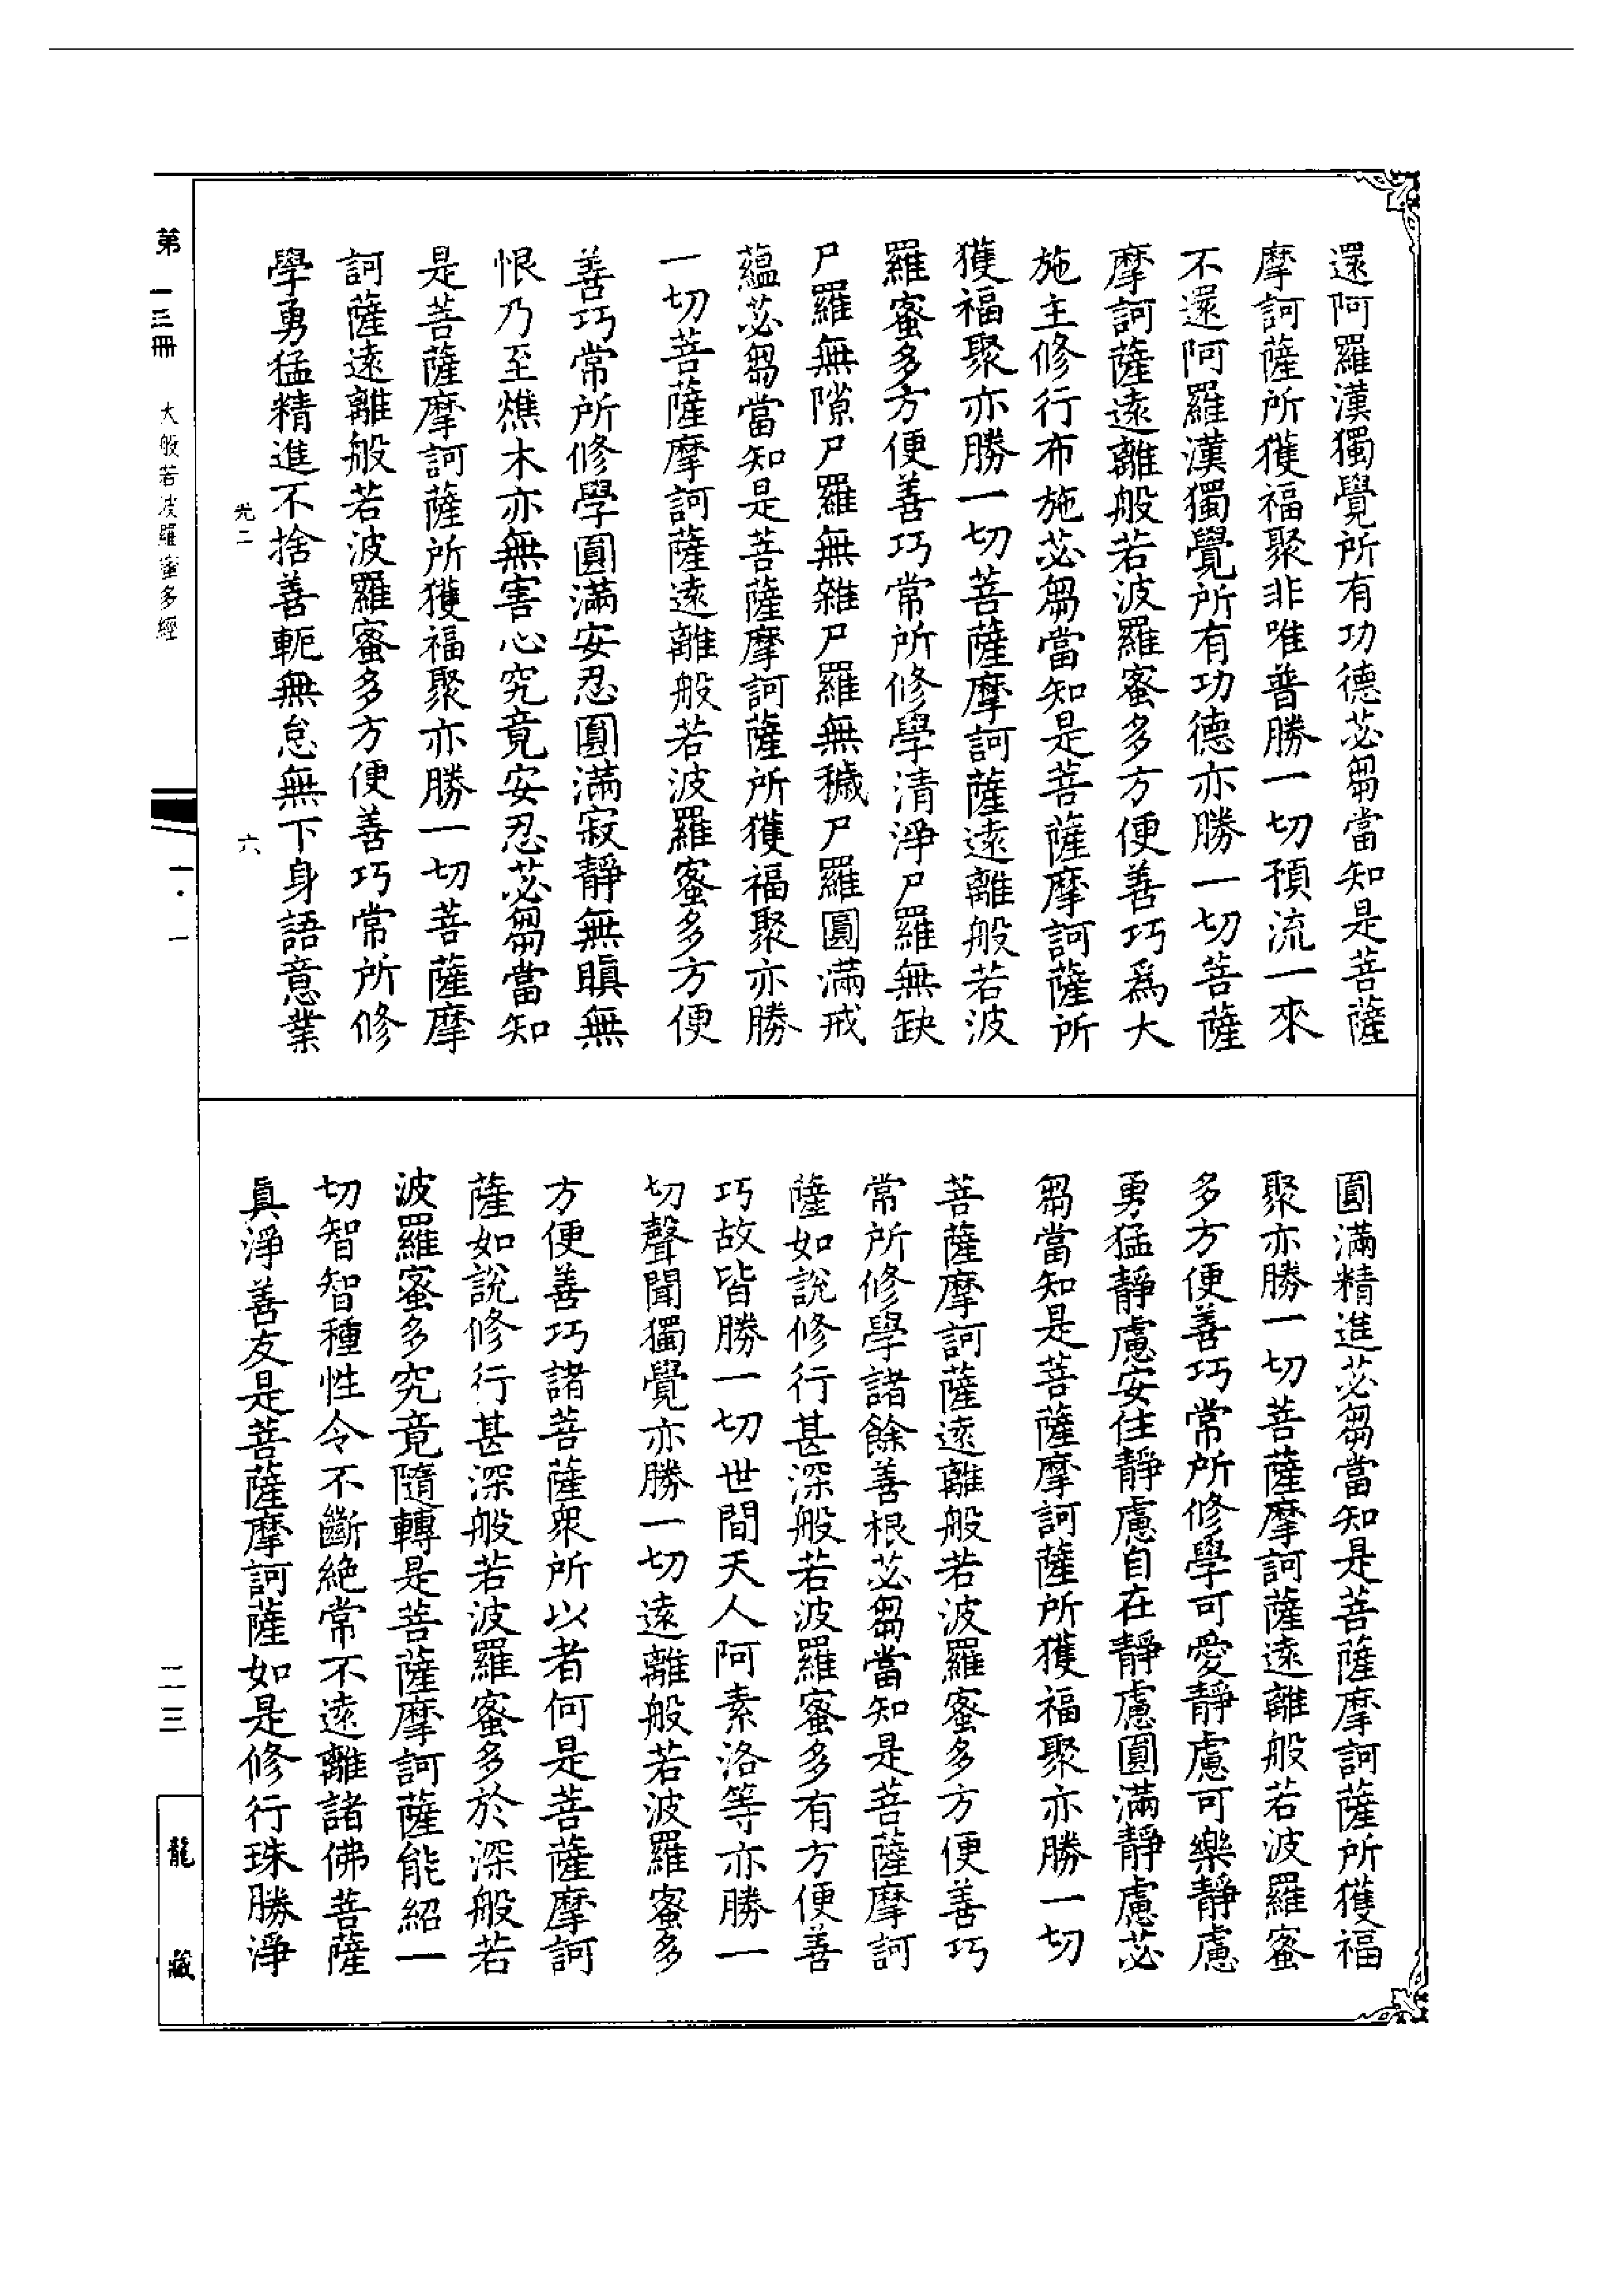 還阿羅漢獨覺所有功德苾芻當知是菩薩
摩訶薩所獲福聚非唯普勝一切預流一來
不還阿羅漢獨覺所有功德亦勝一切菩薩
摩訶薩遠離般若波羅蜜多方便善巧爲大
施主修行布施苾芻當知是菩薩摩訶薩所
獲福聚亦勝一切菩薩摩訶薩遠離般若波
羅蜜多方便善巧常所修學清淨尸羅無缺
尸羅無隙尸羅無雜尸羅無穢尸羅圓滿戒
蘊苾芻當知是菩薩摩訶薩所獲福聚亦勝
一切菩薩摩訶薩遠離般若波羅蜜多方便
善巧常所修學圓滿安忍圓滿寂靜無瞋無
恨乃至燋木亦無害心究竟安忍苾芻當知
是菩薩摩訶薩所獲福聚亦勝一切菩薩摩
訶薩遠離般若波羅蜜多方便善巧常所修
學勇猛精進不捨善軛無怠無下身語意業
光二 六
圓滿精進苾芻當知是菩薩摩訶薩所獲福
聚亦勝一切菩薩摩訶薩遠離般若波羅蜜
多方便善巧常所修學可愛靜慮可樂靜慮
勇猛靜慮安住靜慮自在靜慮圓滿靜慮苾
芻當知是菩薩摩訶薩所獲福聚亦勝一切
菩薩摩訶薩遠離般若波羅蜜多方便善巧
常所修學諸餘善根苾芻當知是菩薩摩訶
薩如說修行甚深般若波羅蜜多有方便善
巧故皆勝一切世間天人阿素洛等亦勝一
切聲聞獨覺亦勝一切遠離般若波羅蜜多
方便善巧諸菩薩衆所以者何是菩薩摩訶
薩如說修行甚深般若波羅蜜多於深般若
波羅蜜多究竟隨轉是菩薩摩訶薩能紹一
切智智種性令不斷絕常不遠離諸佛菩薩
真淨善友是菩薩摩訶薩如是修行珠勝淨
第一三冊 大般若波羅蜜多經 一·一 二三 龍藏